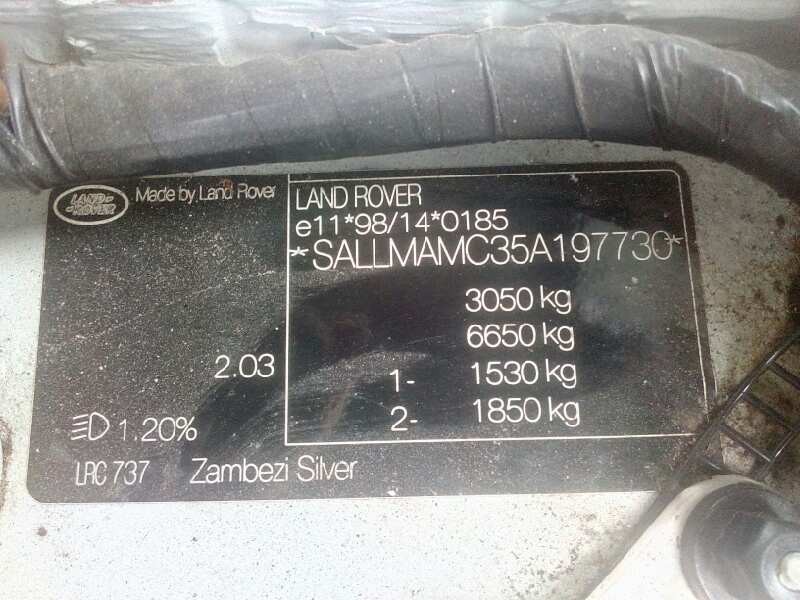 LAND-
-ROVER
Made by Land Rover
LAND ROVER
e11*98/14*0185
*SALLMAMC35A197730*
3050 kg
6650 kg
1- 1530 kg
2- 1850 kg
2.03
1.20%
LRC 737 Zambezi Silver